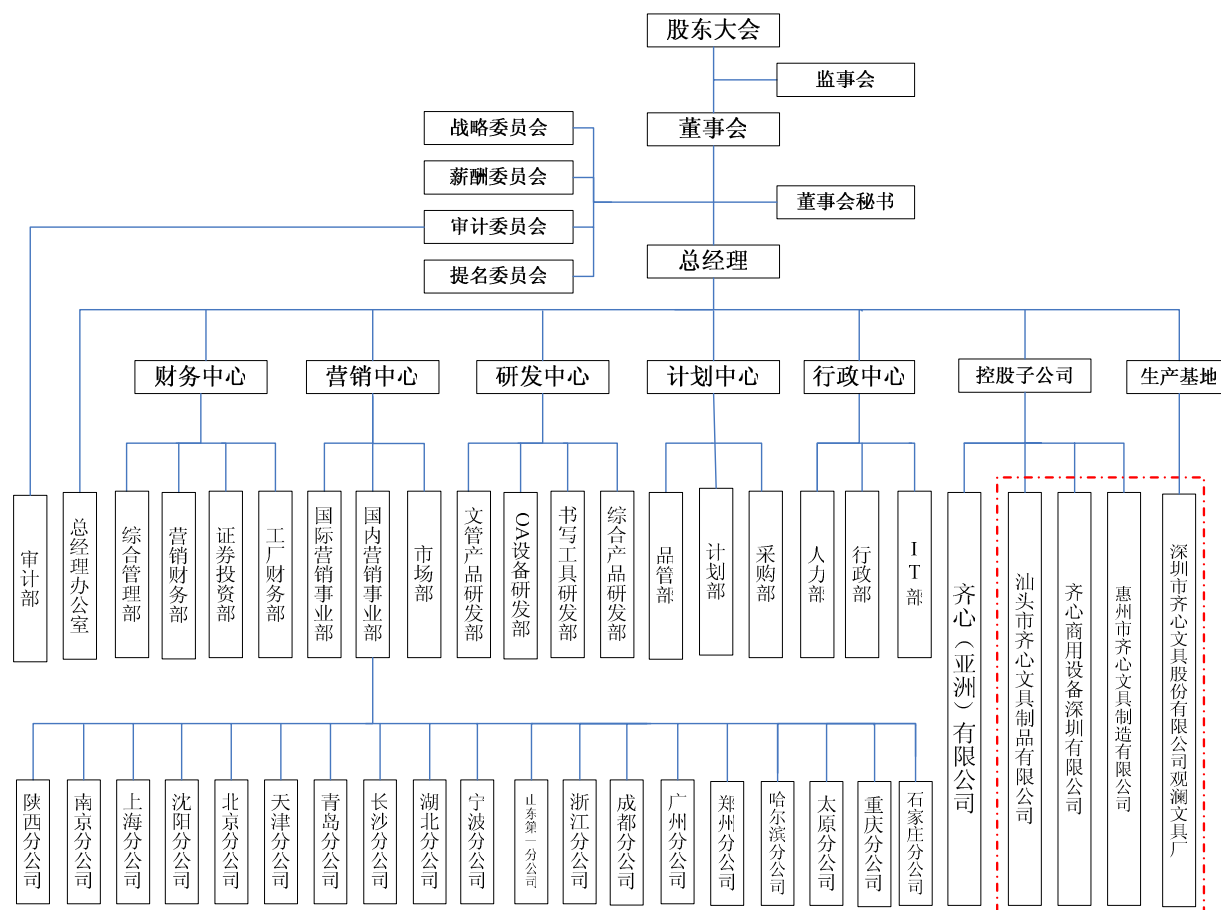 股东大会
监事会
战略委员会
董事会
薪酬委员会
董事会秘书
审计委员会
总经理
提名委员会
财务中心
营销中心
研发中心
计划中心
行政中心
控股子公司
生产基地
审计部
总经理办公室
综合管理部
营销财务部
证券投资部
工厂财务部
国际营销事业部
国内营销事业部
市场部
文管产品研发部
OA设备研发部
书写工具研发部
综合产品研发部
品管部
计划部
采购部
人力部
行政部
IT部
齐心（亚洲）有限公司
汕头市齐心文具制品有限公司
齐心商用设备深圳有限公司
惠州市齐心文具制造有限公司
深圳市齐心文具股份有限公司观澜文具厂
陕西分公司
南京分公司
上海分公司
沈阳分公司
北京分公司
天津分公司
青岛分公司
长沙分公司
湖北分公司
宁波分公司
山东第一分公司
浙江分公司
成都分公司
广州分公司
郑州分公司
哈尔滨分公司
太原分公司
重庆分公司
石家庄分公司